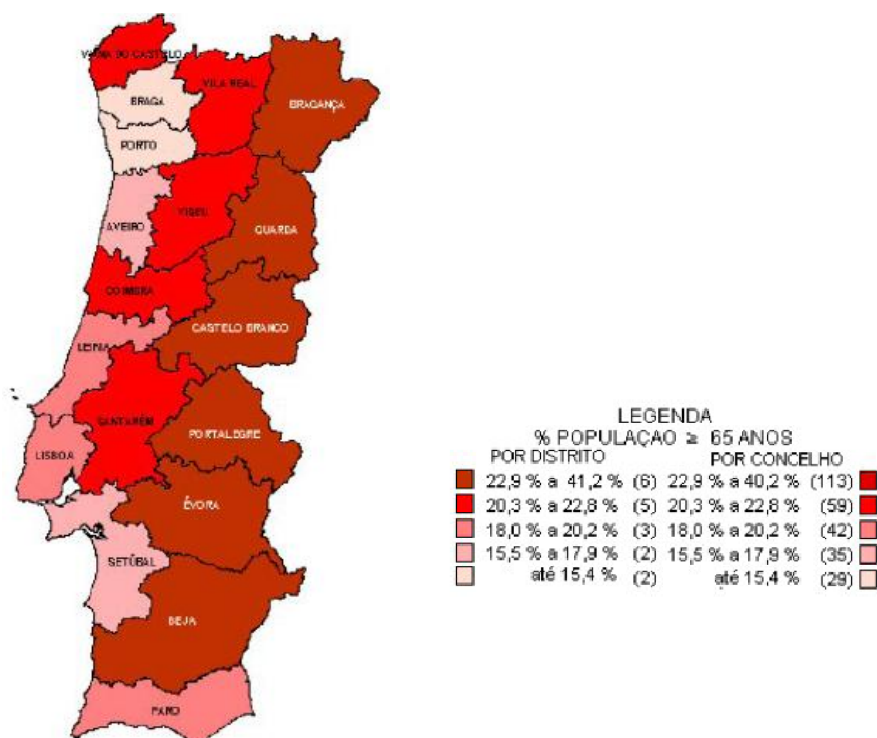 VIANA DO CASTELO
VILA REAL
BRAGANÇA
BRAGA
PORTO
AVEIRO
VISEU
GUARDA
COIMBRA
CASTELO BRANCO
LEIRIA
SANTARÉM
PORTALEGRE
LISBOA
ÉVORA
SETÚBAL
BEJA
FARO
LEGENDA
% POPULAÇAO ≥ 65 ANOS
POR DISTRITO POR CONCELHO
22,9 % a 41,2 % (6) 22,9 % a 40,2 % (113)
20,3 % a 22,8 % (5) 20,3 % a 22,8 % (59)
18,0 % a 20,2 % (3) 18,0 % a 20,2 % (42)
15,5 % a 17,9 % (2) 15,5 % a 17,9 % (35)
até 15,4 % (2) até 15,4 % (29)